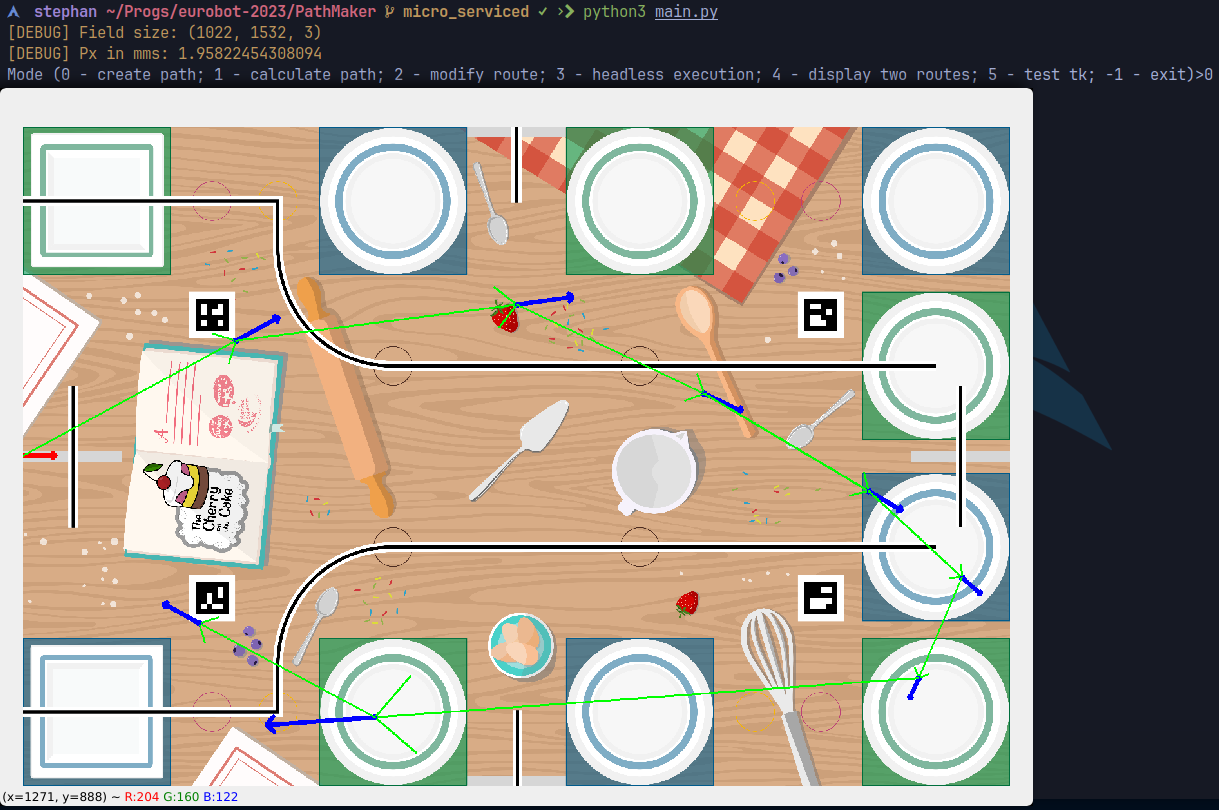 stephan ~/Progs/eurobot-2023/PathMaker micro_serviced ✓ python3 main.py
[DEBUG] Field size: (1022, 1532, 3)
[DEBUG] Px in mms: 1.95822454308094
Mode (0 - create path; 1 - calculate path; 2 - modify route; 3 - headless execution; 4 - display two routes; 5 - test tk; -1 - exit)>0
The
Cherry
on the
Cake
(x=1271, y=888) ~ R:204 G:160 B:122